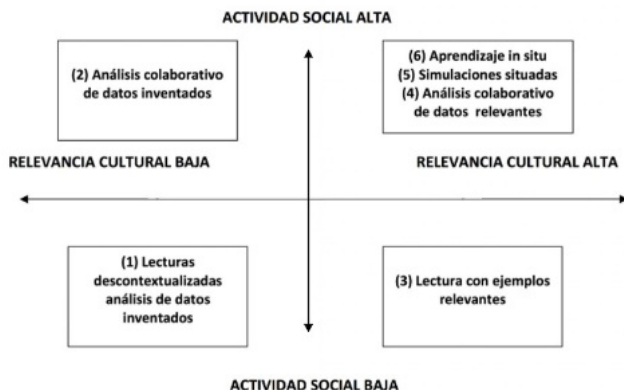 ACTIVIDAD SOCIAL ALTA
(2) Análisis colaborativo
de datos inventados
(6) Aprendizaje in situ
(5) Simulaciones situadas
(4) Análisis colaborativo
de datos relevantes
RELEVANCIA CULTURAL BAJA
RELEVANCIA CULTURAL ALTA
(1) Lecturas
descontextualizadas
análisis de datos
inventados
(3) Lectura con ejemplos
relevantes
ACTIVIDAD SOCIAL BAJA